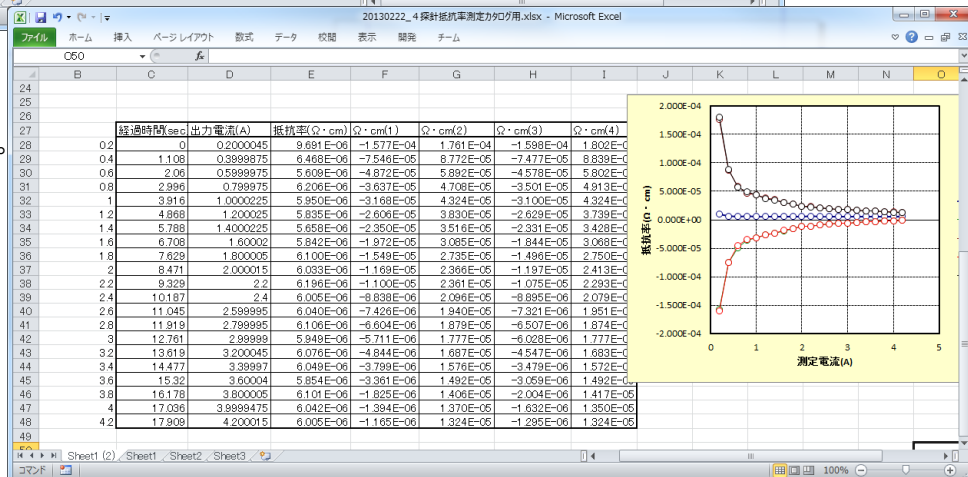 20130222_４探針抵抗率測定カタログ用.xlsx - Microsoft Excel
ファイル ホーム 挿入 ページ レイアウト 数式 データ 校閲 表示 開発 チーム
O50 fx
B C D E F G H I J K L M N O
24
25
26
27 経過時間(sec 出力電流(A) 抵抗率(Ω・cm) Ω・cm(1) Ω・cm(2) Ω・cm(3) Ω・cm(4)
28 0.2 0 0.2000045 9.691E-06 -1.577E-04 1.761E-04 -1.598E-04 1.802E-0
29 0.4 1.108 0.3999875 6.468E-06 -7.546E-05 8.772E-05 -7.477E-05 8.839E-0
30 0.6 2.06 0.5999975 5.609E-06 -4.872E-05 5.892E-05 -4.578E-05 5.802E-0
31 0.8 2.996 0.799975 6.206E-06 -3.637E-05 4.708E-05 -3.501E-05 4.913E-0
32 1 3.916 1.0000225 5.950E-06 -3.168E-05 4.324E-05 -3.100E-05 4.324E-0
33 1.2 4.868 1.200025 5.835E-06 -2.606E-05 3.830E-05 -2.629E-05 3.739E-0
34 1.4 5.788 1.4000225 5.658E-06 -2.350E-05 3.516E-05 -2.331E-05 3.428E-0
35 1.6 6.708 1.60002 5.842E-06 -1.972E-05 3.085E-05 -1.844E-05 3.068E-0
36 1.8 7.629 1.800005 6.100E-06 -1.549E-05 2.735E-05 -1.496E-05 2.750E-0
37 2 8.471 2.000015 6.033E-06 -1.169E-05 2.366E-05 -1.197E-05 2.413E-0
38 2.2 9.329 2.2 6.196E-06 -1.100E-05 2.361E-05 -1.075E-05 2.293E-0
39 2.4 10.187 2.4 6.005E-06 -8.838E-06 2.096E-05 -8.895E-06 2.079E-0
40 2.6 11.045 2.599995 6.040E-06 -7.426E-06 1.940E-05 -7.321E-06 1.951E-0
41 2.8 11.919 2.799995 6.106E-06 -6.604E-06 1.879E-05 -6.507E-06 1.874E-0
42 3 12.761 2.99999 5.949E-06 -5.711E-06 1.777E-05 -6.028E-06 1.777E-0
43 3.2 13.619 3.200045 6.076E-06 -4.844E-06 1.687E-05 -4.547E-06 1.683E-0
44 3.4 14.477 3.39997 6.049E-06 -3.799E-06 1.576E-05 -3.479E-06 1.572E-0
45 3.6 15.32 3.60004 5.854E-06 -3.361E-06 1.492E-05 -3.059E-06 1.492E-0
46 3.8 16.178 3.800005 6.101E-06 -1.825E-06 1.406E-05 -2.004E-06 1.417E-05
47 4 17.036 3.9999475 6.042E-06 -1.394E-06 1.370E-05 -1.632E-06 1.350E-05
48 4.2 17.909 4.200015 6.005E-06 -1.165E-06 1.324E-05 -1.295E-06 1.324E-05
49
2.000E-04
1.500E-04
1.000E-04
5.000E-05
0.000E+00
-5.000E-05
-1.000E-04
-1.500E-04
-2.000E-04
抵抗率(Ω・cm)
0 1 2 3 4 5
測定電流(A)
Sheet1 (2) Sheet1 Sheet2 Sheet3
コマンド 100%